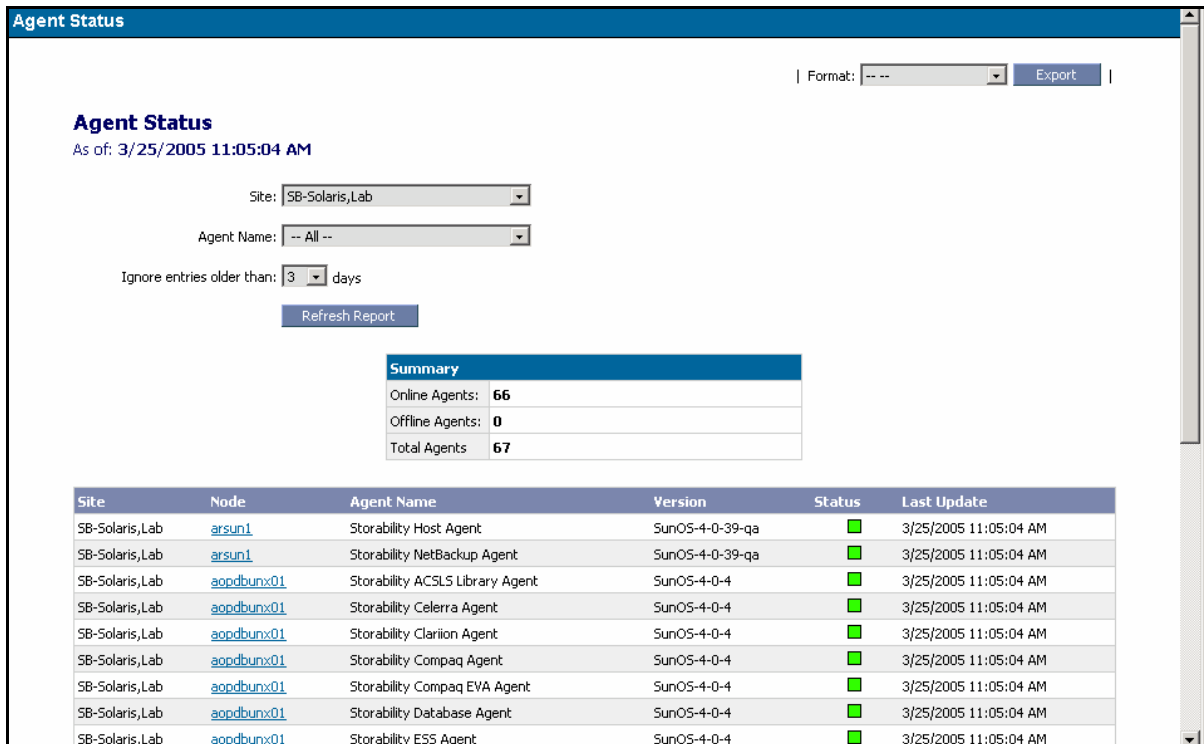 Agent Status
| Format: -- -- Export |
Agent Status
As of: 3/25/2005 11:05:04 AM
Site: SB-Solaris,Lab
Agent Name: -- All --
Ignore entries older than: 3 days
Refresh Report
Summary
Online Agents: 66
Offline Agents: 0
Total Agents 67
Site Node Agent Name Version Status Last Update
SB-Solaris,Lab arsun1 Storability Host Agent SunOS-4-0-39-qa 3/25/2005 11:05:04 AM
SB-Solaris,Lab arsun1 Storability NetBackup Agent SunOS-4-0-39-qa 3/25/2005 11:05:04 AM
SB-Solaris,Lab aopdbunx01 Storability ACSLS Library Agent SunOS-4-0-4 3/25/2005 11:05:04 AM
SB-Solaris,Lab aopdbunx01 Storability Celerra Agent SunOS-4-0-4 3/25/2005 11:05:04 AM
SB-Solaris,Lab aopdbunx01 Storability Clariion Agent SunOS-4-0-4 3/25/2005 11:05:04 AM
SB-Solaris,Lab aopdbunx01 Storability Compaq Agent SunOS-4-0-4 3/25/2005 11:05:04 AM
SB-Solaris,Lab aopdbunx01 Storability Compaq EVA Agent SunOS-4-0-4 3/25/2005 11:05:04 AM
SB-Solaris,Lab aopdbunx01 Storability Database Agent SunOS-4-0-4 3/25/2005 11:05:04 AM
SB-Solaris,Lab aopdbunx01 Storability ESS Agent SunOS-4-0-4 3/25/2005 11:05:04 AM